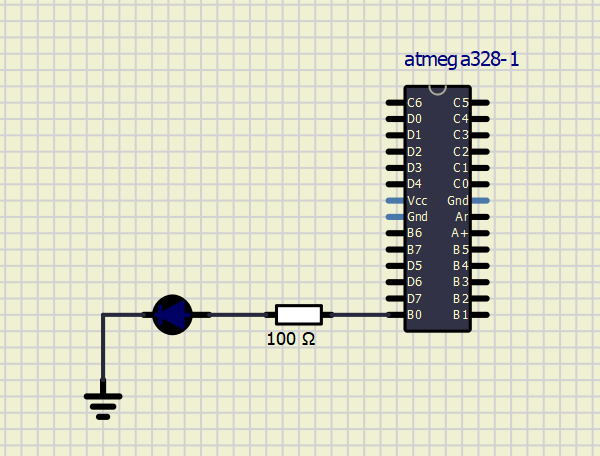 atmega328-1
C6 C5
D0 C4
D1 C3
D2 C2
D3 C1
D4 C0
Vcc Gnd
Gnd Ar
B6 A+
B7 B5
D5 B4
D6 B3
D7 B2
B0 B1
100 Ω